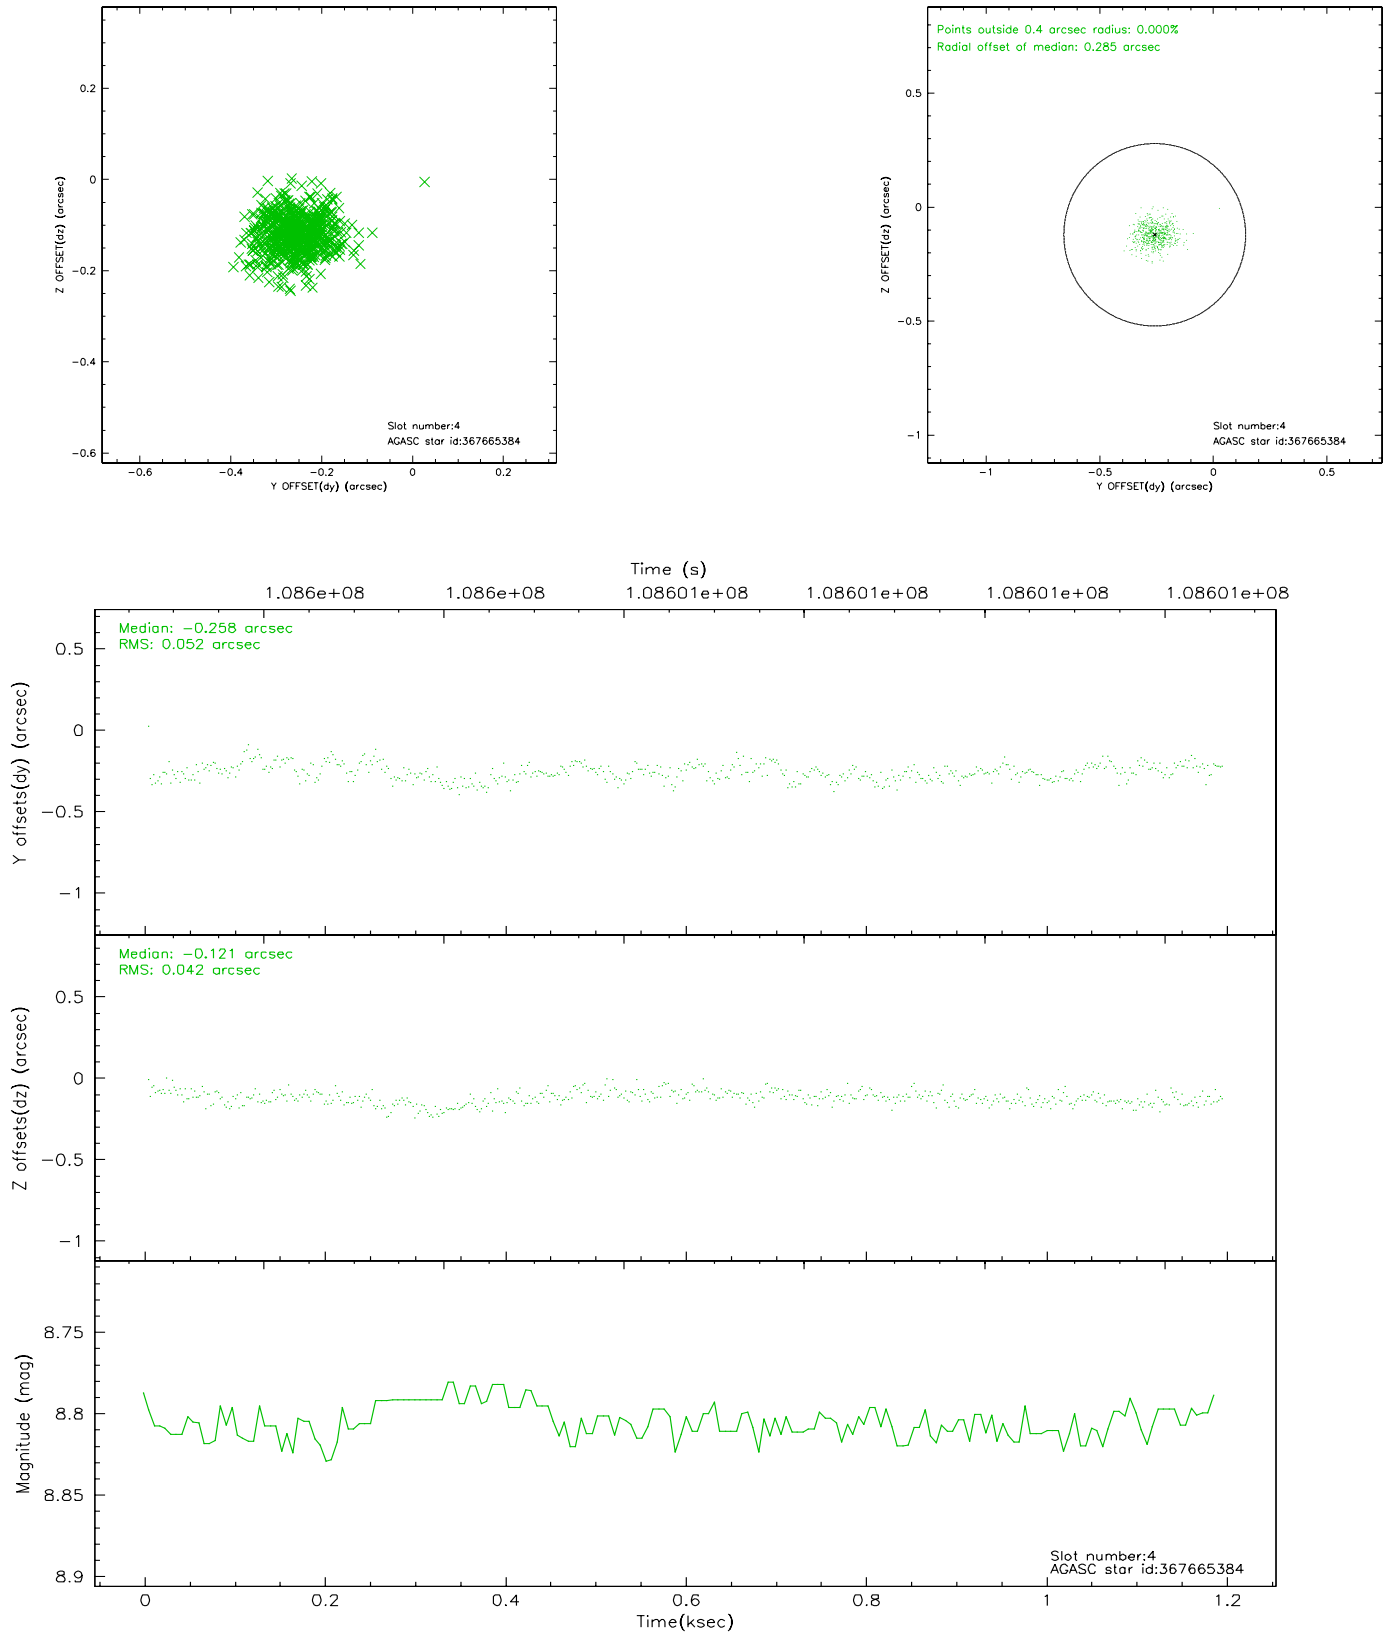 0.2
0
-0.2
-0.4
-0.6
-0.6
-0.4
-0.2
0
0.2
Z OFFSET(dz) (arcsec)
Y OFFSET(dy) (arcsec)
Slot number:4
AGASC star id:367665384
Points outside 0.4 arcsec radius: 0.000%
Radial offset of median: 0.285 arcsec
0.5
0
-0.5
-1
-1
-0.5
0
0.5
Z OFFSET(dz) (arcsec)
Y OFFSET(dy) (arcsec)
Slot number:4
AGASC star id:367665384
Time (s)
1.086e+08
1.086e+08
1.08601e+08
1.08601e+08
1.08601e+08
1.08601e+08
Median: -0.258 arcsec
RMS: 0.052 arcsec
0.5
0
-0.5
-1
Y offsets(dy) (arcsec)
Median: -0.121 arcsec
RMS: 0.042 arcsec
0.5
0
-0.5
-1
Z offsets(dz) (arcsec)
8.75
8.8
8.85
8.9
Magnitude (mag)
Slot number:4
AGASC star id:367665384
0
0.2
0.4
0.6
0.8
1
1.2
Time(ksec)